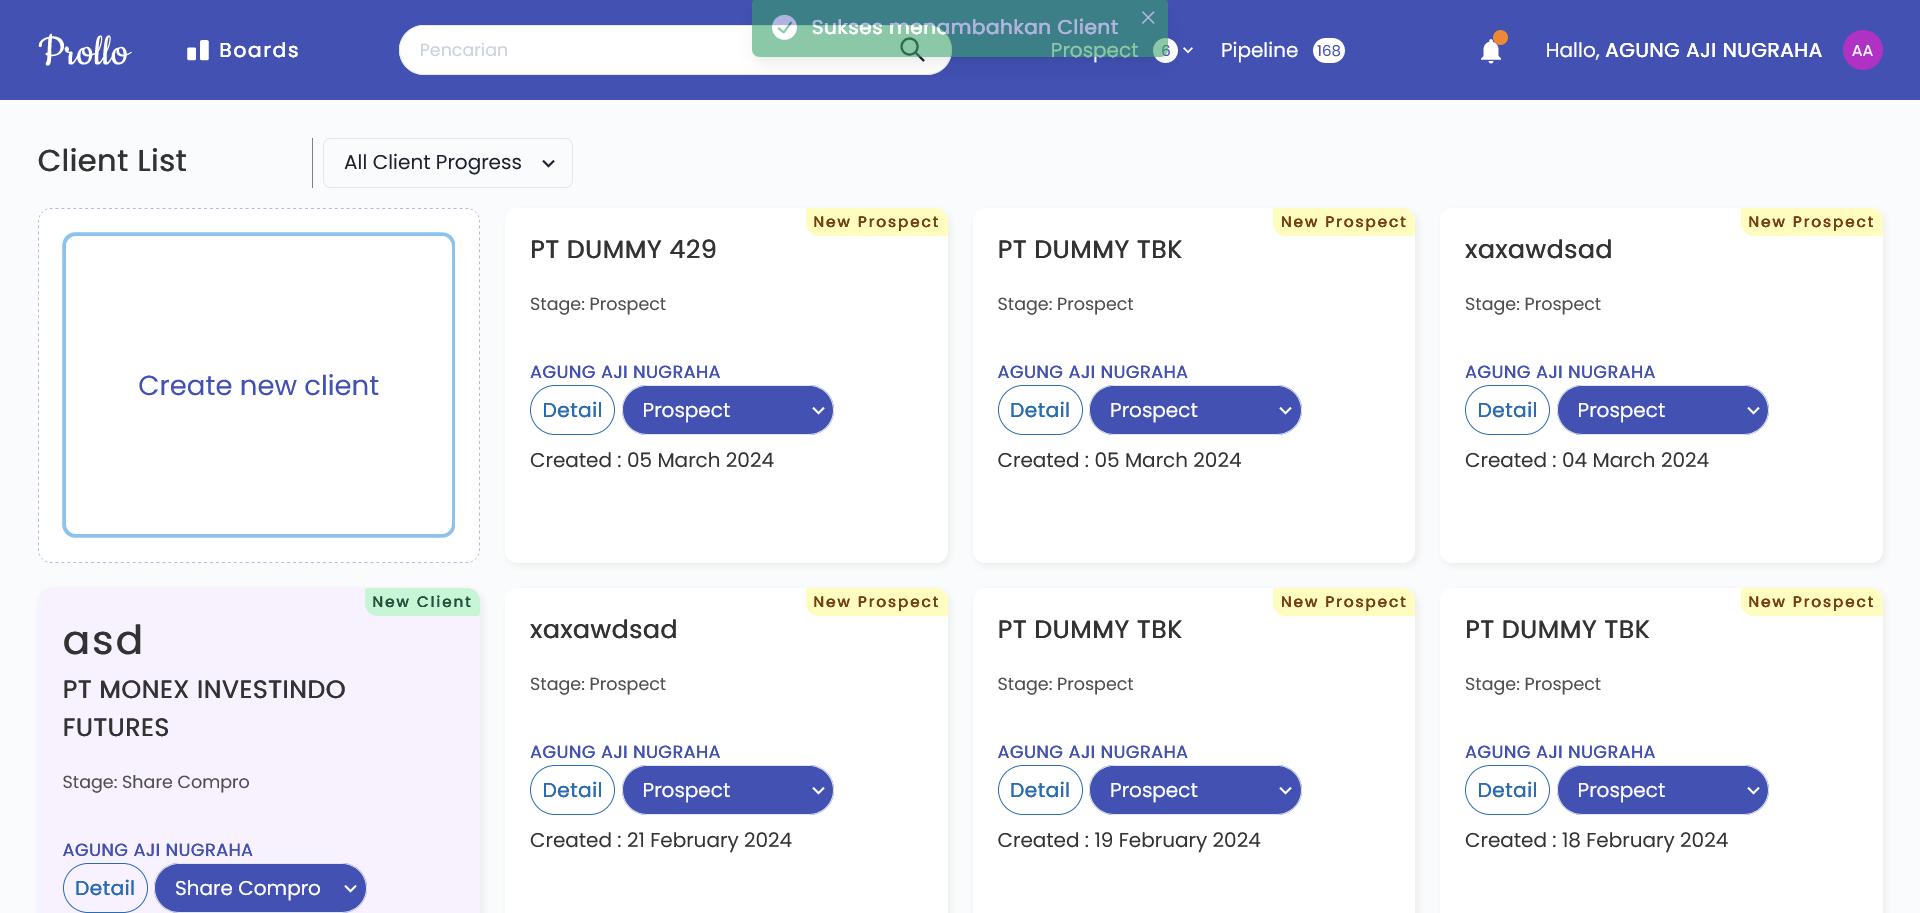 Prollo
Boards
Pencarian
Sukses menambahkan Client
Prospect 6
Pipeline 168
Hallo, AGUNG AJI NUGRAHA
AA
Client List
All Client Progress
Create new client
New Prospect
PT DUMMY 429
Stage: Prospect
AGUNG AJI NUGRAHA
Detail
Prospect
Created : 05 March 2024
New Prospect
PT DUMMY TBK
Stage: Prospect
AGUNG AJI NUGRAHA
Detail
Prospect
Created : 05 March 2024
New Prospect
xaxawdsad
Stage: Prospect
AGUNG AJI NUGRAHA
Detail
Prospect
Created : 04 March 2024
New Client
asd
PT MONEX INVESTINDO
FUTURES
Stage: Share Compro
AGUNG AJI NUGRAHA
Detail
Share Compro
New Prospect
xaxawdsad
Stage: Prospect
AGUNG AJI NUGRAHA
Detail
Prospect
Created : 21 February 2024
New Prospect
PT DUMMY TBK
Stage: Prospect
AGUNG AJI NUGRAHA
Detail
Prospect
Created : 19 February 2024
New Prospect
PT DUMMY TBK
Stage: Prospect
AGUNG AJI NUGRAHA
Detail
Prospect
Created : 18 February 2024